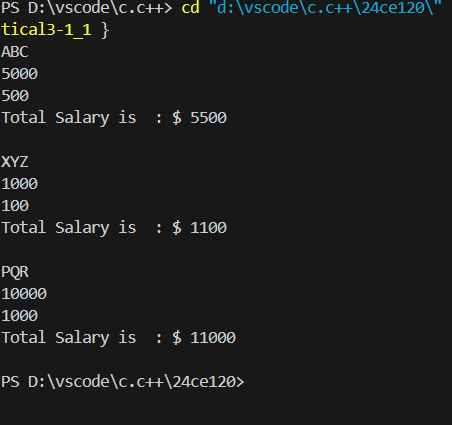 PS D:\vscode\c.c++> cd "d:\vscode\c.c++\24ce120\"
tical3-1_1 }
ABC
5000
500
Total Salary is  : $ 5500
XYZ
1000
100
Total Salary is  : $ 1100
PQR
10000
1000
Total Salary is  : $ 11000
PS D:\vscode\c.c++\24ce120>